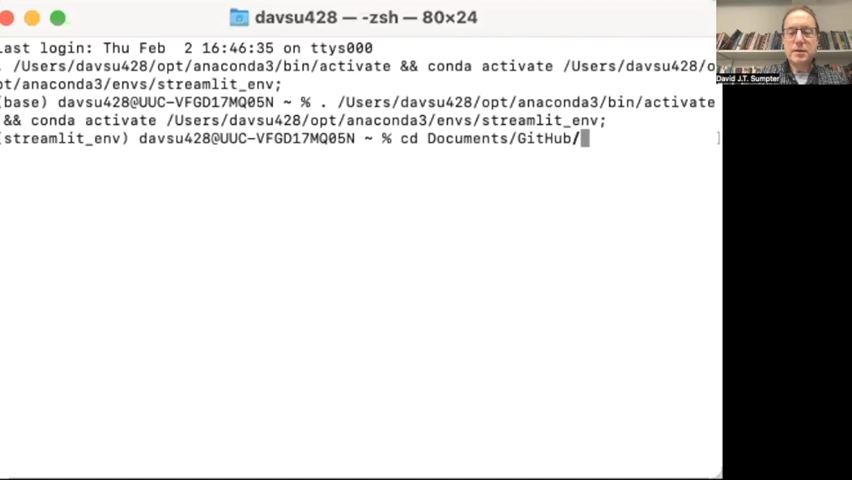 davsu428 — -zsh — 80×24
ast login: Thu Feb  2 16:46:35 on ttys000
. /Users/davsu428/opt/anaconda3/bin/activate && conda activate /Users/davsu428/o
pt/anaconda3/envs/streamlit_env;
(base) davsu428@UUC-VFGD17MQ05N ~ % . /Users/davsu428/opt/anaconda3/bin/activate
 && conda activate /Users/davsu428/opt/anaconda3/envs/streamlit_env;
(streamlit_env) davsu428@UUC-VFGD17MQ05N ~ % cd Documents/GitHub/
David J.T. Sumpter